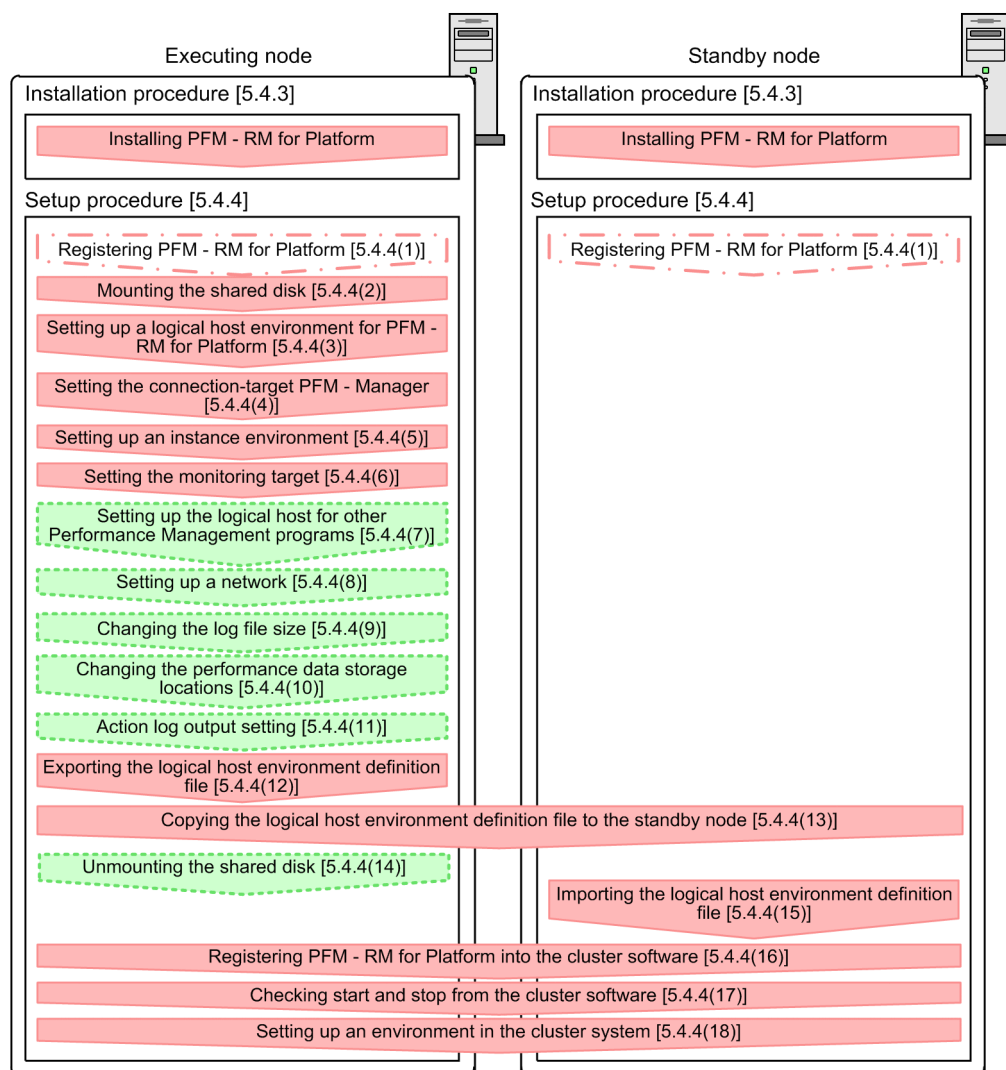 Executing node
Standby node
Installation procedure [5.4.3]
Installation procedure [5.4.3]
Installing PFM - RM for Platform
Installing PFM - RM for Platform
Setup procedure [5.4.4]
Setup procedure [5.4.4]
Registering PFM - RM for Platform [5.4.4(1)]
Registering PFM - RM for Platform [5.4.4(1)]
Mounting the shared disk [5.4.4(2)]
Setting up a logical host environment for PFM -
RM for Platform [5.4.4(3)]
Setting the connection-target PFM - Manager
[5.4.4(4)]
Setting up an instance environment [5.4.4(5)]
Setting the monitoring target [5.4.4(6)]
Setting up the logical host for other
Performance Management programs [5.4.4(7)]
Setting up a network [5.4.4(8)]
Changing the log file size [5.4.4(9)]
Changing the performance data storage
locations [5.4.4(10)]
Action log output setting [5.4.4(11)]
Exporting the logical host environment definition
file [5.4.4(12)]
Copying the logical host environment definition file to the standby node [5.4.4(13)]
Unmounting the shared disk [5.4.4(14)]
Importing the logical host environment definition
file [5.4.4(15)]
Registering PFM - RM for Platform into the cluster software [5.4.4(16)]
Checking start and stop from the cluster software [5.4.4(17)]
Setting up an environment in the cluster system [5.4.4(18)]